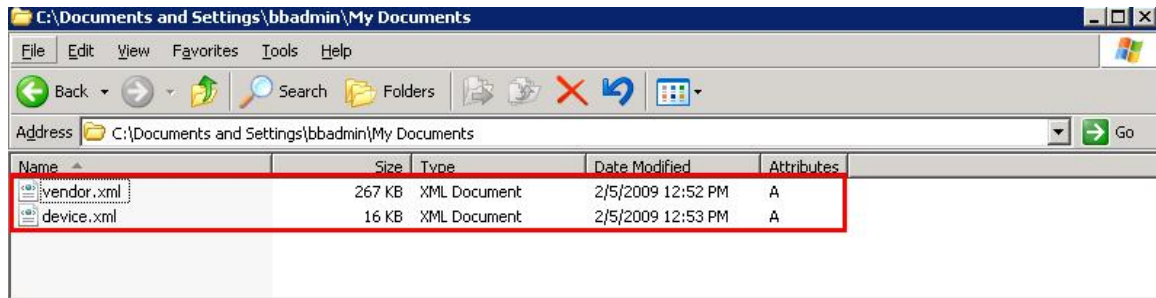 C:\Documents and Settings\bbadmin\My Documents
File Edit View Favorites Tools Help
Back Search Folders
Address C:\Documents and Settings\bbadmin\My Documents Go
Name Size Type Date Modified Attributes
vendor.xml 267 KB XML Document 2/5/2009 12:52 PM A
device.xml 16 KB XML Document 2/5/2009 12:53 PM A